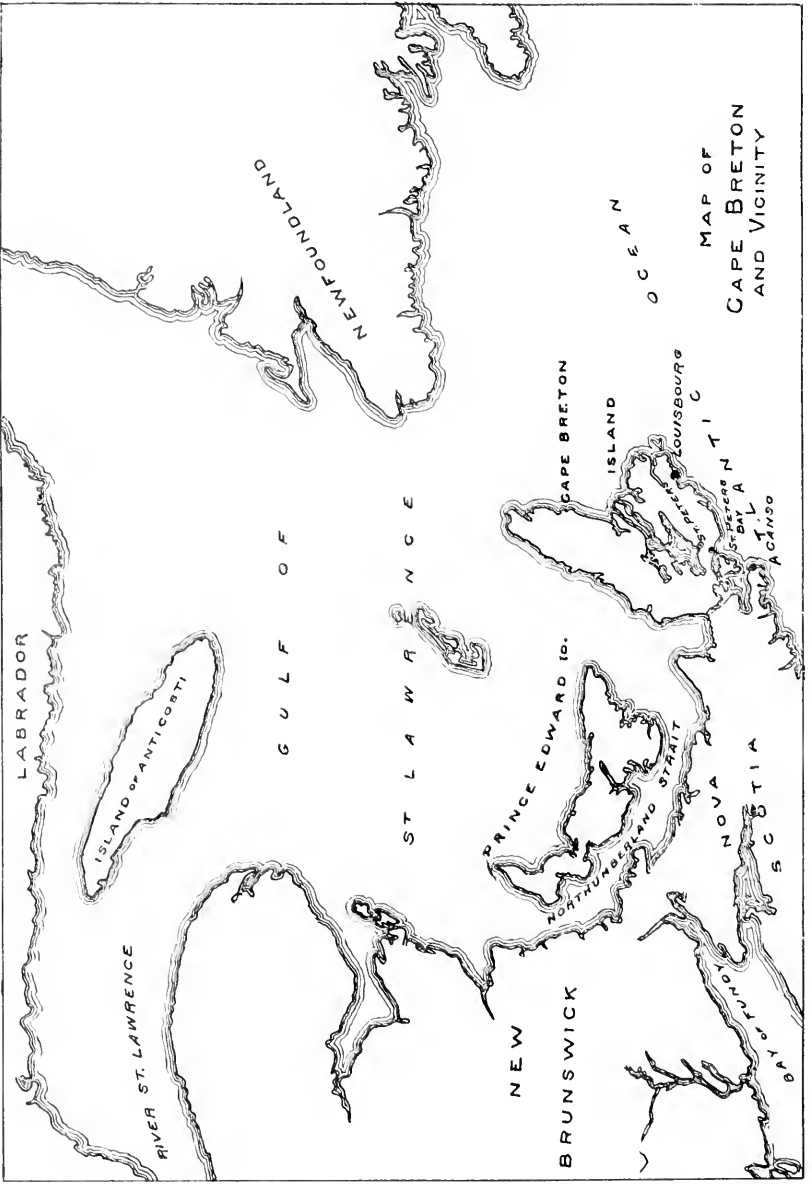 MAP OF
CAPE BRETON
AND VICINITY
LABRADOR
ISLAND OF ANTICOSTI
RIVER ST. LAWRENCE
GULF OF
ST LAWRENCE
NEWFOUNDLAND
CAPE BRETON
ISLAND
ST. PETERS
LOUISBOURG
ST. PETERS
BAY
CANSO
ATLANTIC
OCEAN
PRINCE EDWARD ID.
NORTHUMBERLAND STRAIT
NOVA
SCOTIA
NEW
BRUNSWICK
BAY OF FUNDY